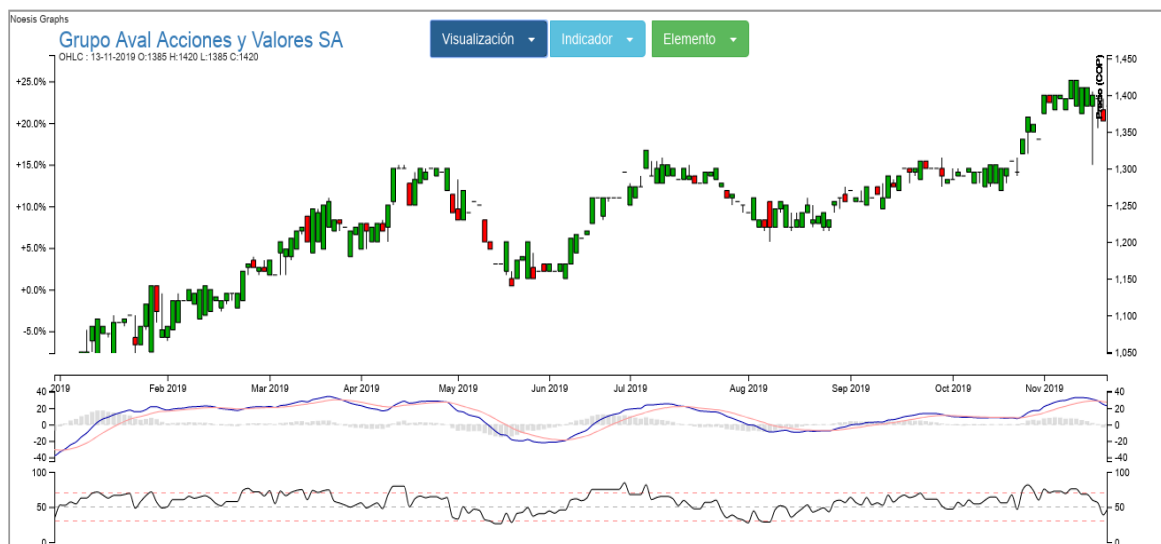 Noesis Graphs
Grupo Aval Acciones y Valores SA
Visualización
Indicador
Elemento
OHLC : 13-11-2019 O:1385 H:1420 L:1385 C:1420
Precio (COP)
+25.0%
+20.0%
+15.0%
+10.0%
+5.0%
+0.0%
-5.0%
1,450
1,400
1,350
1,300
1,250
1,200
1,150
1,100
1,050
2019
Feb 2019
Mar 2019
Apr 2019
May 2019
Jun 2019
Jul 2019
Aug 2019
Sep 2019
Oct 2019
Nov 2019
40
20
0
-20
-40
40
20
0
-20
-40
100
50
0
100
50
0